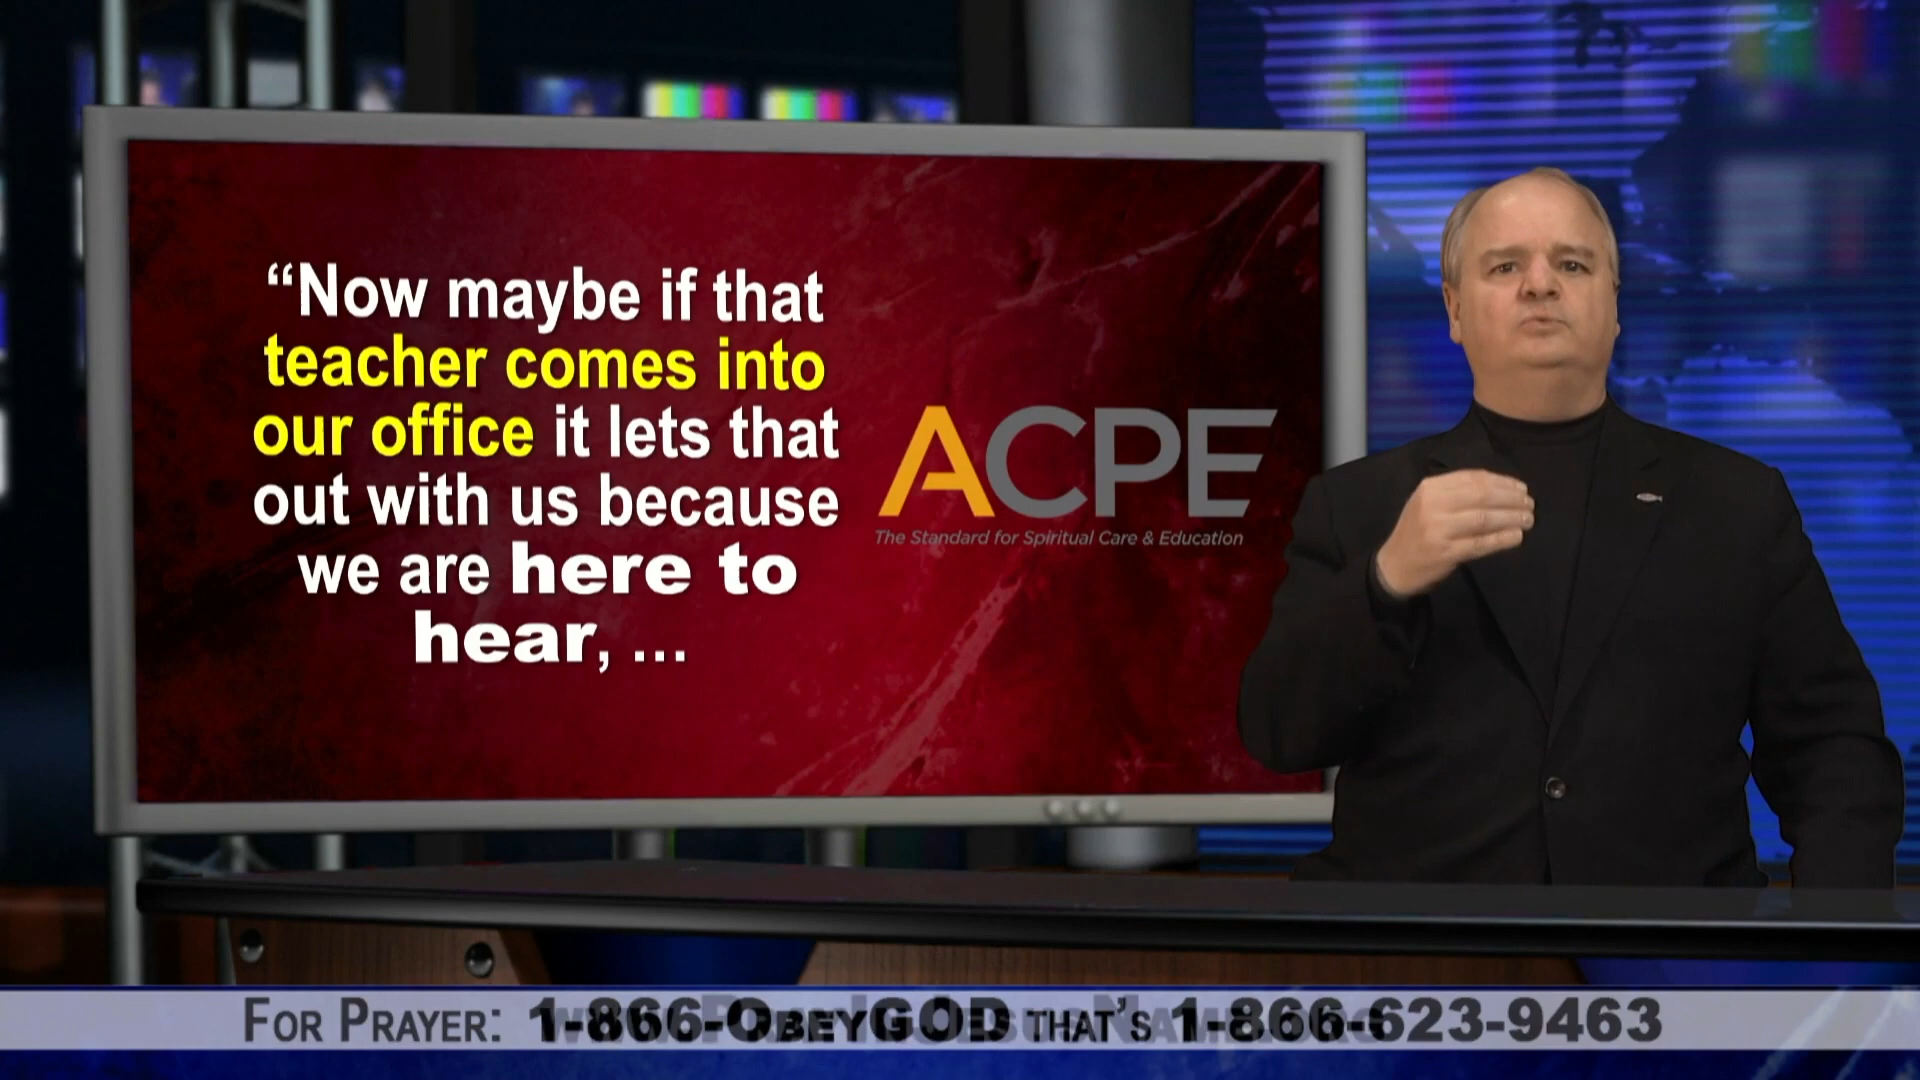 “Now maybe if that
teacher comes into
our office it lets that
out with us because
we are here to
hear, ...
ACPE
The Standard for Spiritual Care & Education
FOR PRAYER: 1-866-OBEYGOD THAT'S 1-866-623-9463